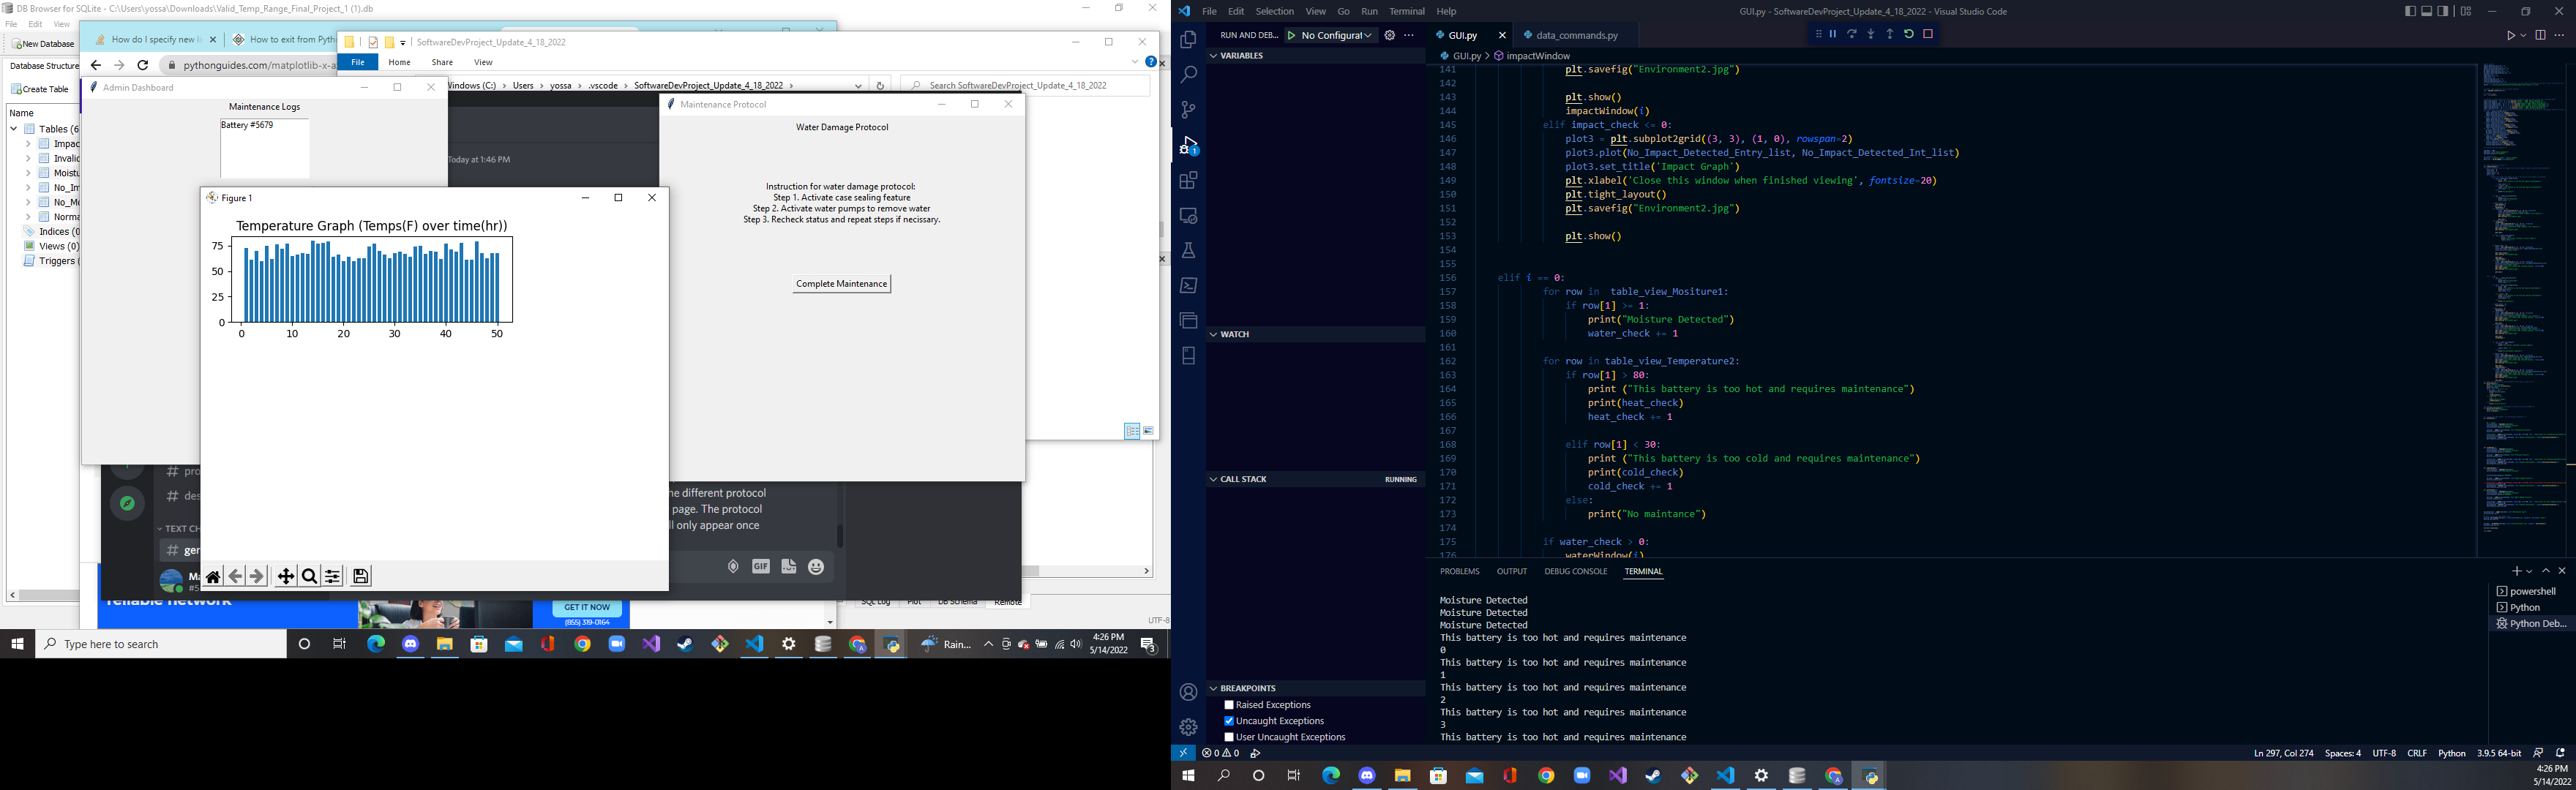 DB Browser for SQLite - C:\Users\yossa\Downloads\Valid_Temp_Range_Final_Project_1 (1).db
File Edit View
New Database
Database Structure
Create Table
Name
Tables (6
Impac
Invalid
Moistu
No_Im
No_Mo
Norma
Indices (0
Views (0)
Triggers (
How do I specify new l
How to exit from Pyth
pythonguides.com/matplotlib-x-a
SoftwareDevProject_Update_4_18_2022
File Home Share View
Windows (C:) > Users > yossa > .vscode > SoftwareDevProject_Update_4_18_2022 >
Search SoftwareDevProject_Update_4_18_2022
Admin Dashboard
Maintenance Logs
Battery #5679
Today at 1:46 PM
Maintenance Protocol
Water Damage Protocol
Instruction for water damage protocol:
Step 1. Activate case sealing feature
Step 2. Activate water pumps to remove water
Step 3. Recheck status and repeat steps if necissary.
Complete Maintenance
Figure 1
Temperature Graph (Temps(F) over time(hr))
75
50
25
0
0 10 20 30 40 50
# pro
# des
TEXT CH
# gen
Ma
#5
he different protocol
page. The protocol
ll only appear once
GIF
reliable network
GET IT NOW
(855) 319-0164
SQL Log Plot DB Schema Remote
UTF-8
Type here to search
Rain...
4:26 PM
5/14/2022
3
File Edit Selection View Go Run Terminal Help
GUI.py - SoftwareDevProject_Update_4_18_2022 - Visual Studio Code
RUN AND DEB...
No Configurat
GUI.py
data_commands.py
GUI.py > impactWindow
VARIABLES
WATCH
CALL STACK
RUNNING
BREAKPOINTS
Raised Exceptions
Uncaught Exceptions
User Uncaught Exceptions
1
141 plt.savefig("Environment2.jpg")
142
143 plt.show()
144 impactWindow(i)
145 elif impact_check <= 0:
146 plot3 = plt.subplot2grid((3, 3), (1, 0), rowspan=2)
147 plot3.plot(No_Impact_Detected_Entry_list, No_Impact_Detected_Int_list)
148 plot3.set_title('Impact Graph')
149 plt.xlabel('Close this window when finished viewing', fontsize=20)
150 plt.tight_layout()
151 plt.savefig("Environment2.jpg")
152
153 plt.show()
154
155
156 elif i == 0:
157 for row in table_view_Mositure1:
158 if row[1] >= 1:
159 print("Moisture Detected")
160 water_check += 1
161
162 for row in table_view_Temperature2:
163 if row[1] > 80:
164 print ("This battery is too hot and requires maintenance")
165 print(heat_check)
166 heat_check += 1
167
168 elif row[1] < 30:
169 print ("This battery is too cold and requires maintenance")
170 print(cold_check)
171 cold_check += 1
172 else:
173 print("No maintance")
174
175 if water_check > 0:
176 waterWindow(i)
PROBLEMS OUTPUT DEBUG CONSOLE TERMINAL
Moisture Detected
Moisture Detected
Moisture Detected
This battery is too hot and requires maintenance
0
This battery is too hot and requires maintenance
1
This battery is too hot and requires maintenance
2
This battery is too hot and requires maintenance
3
This battery is too hot and requires maintenance
powershell
Python
Python Deb...
0 0
Ln 297, Col 274 Spaces: 4 UTF-8 CRLF Python 3.9.5 64-bit
4:26 PM
5/14/2022